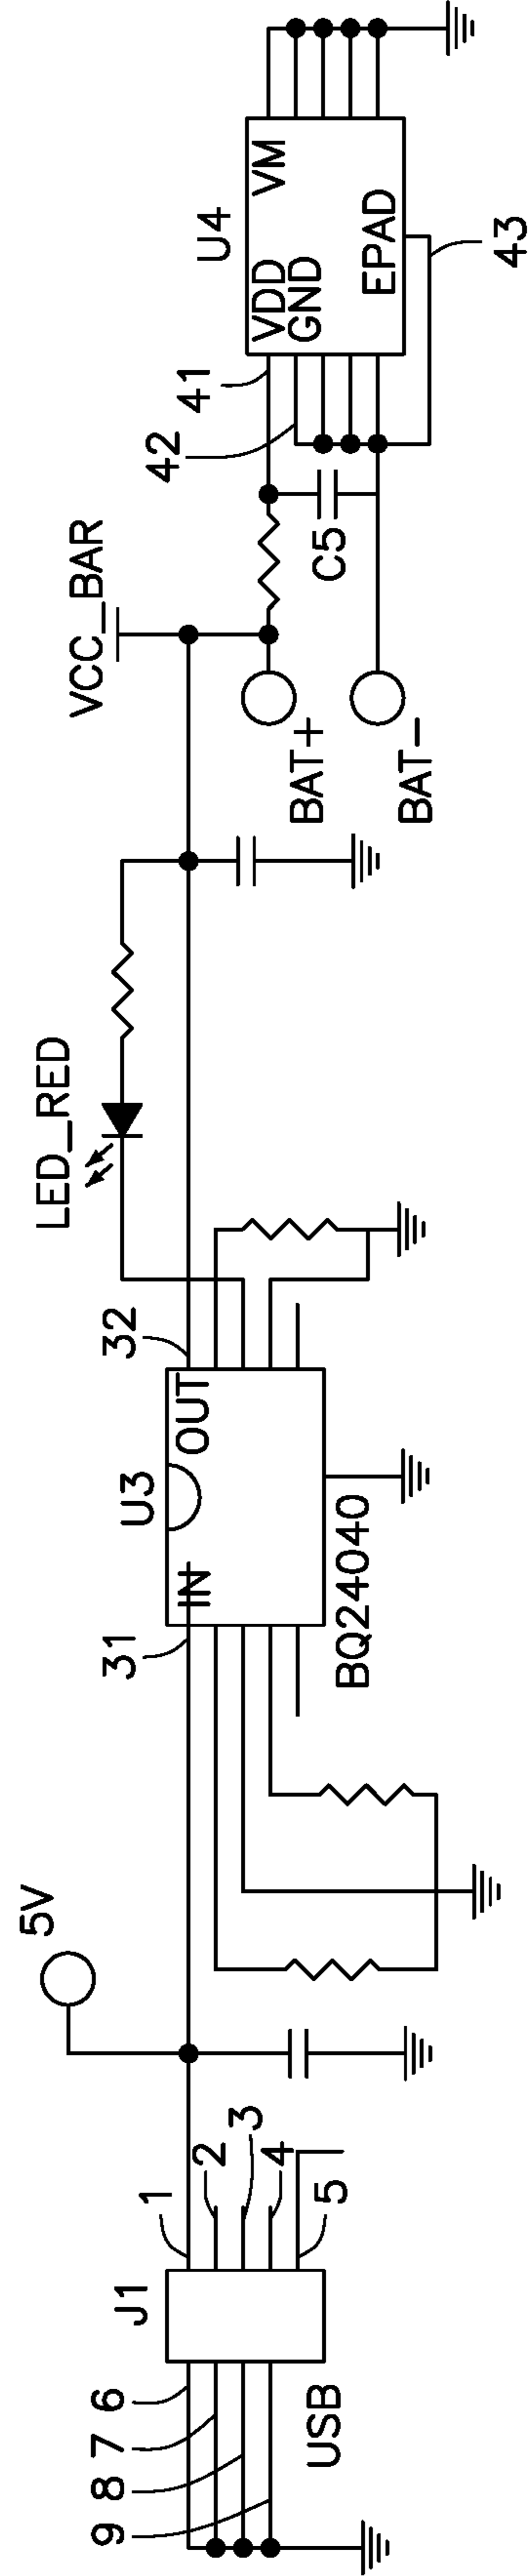 J1
USB
1
2
3
4
5
6
7
8
9
5V
U3
IN
OUT
31
32
BQ24040
LED_RED
VCC_BAR
BAT+
BAT-
C5
U4
VDD
GND
VM
EPAD
41
42
43